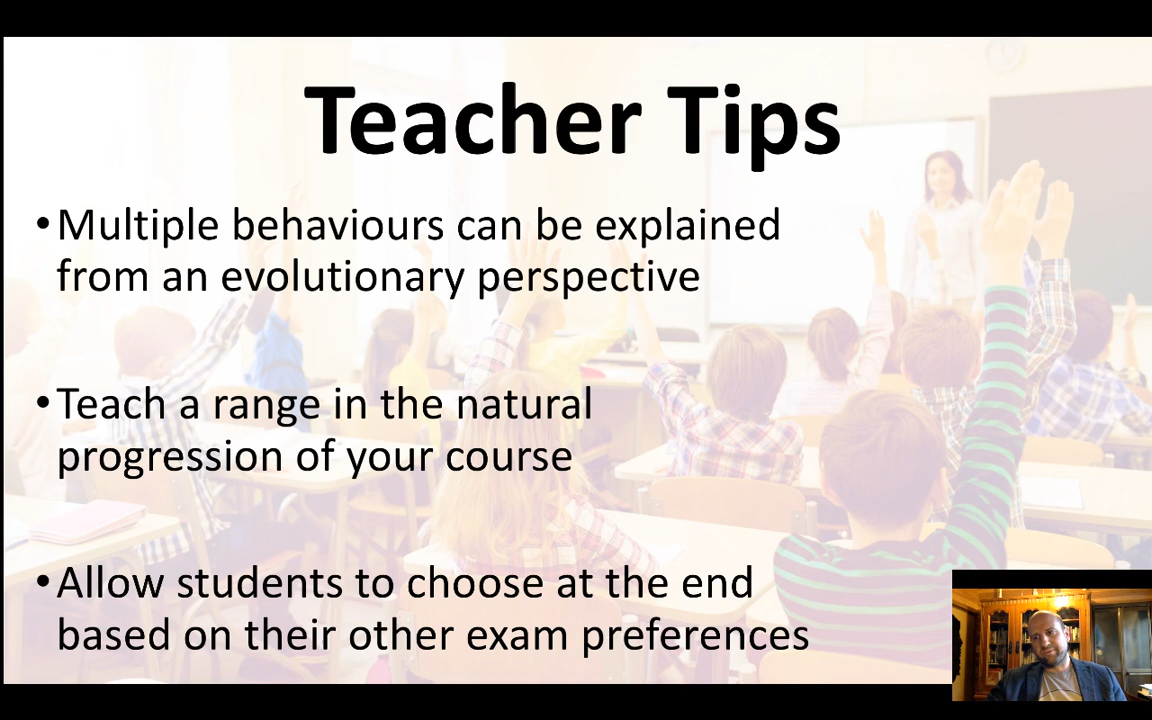 Teacher Tips
•Multiple behaviours can be explained
from an evolutionary perspective
•Teach a range in the natural
progression of your course
•Allow students to choose at the end
based on their other exam preferences